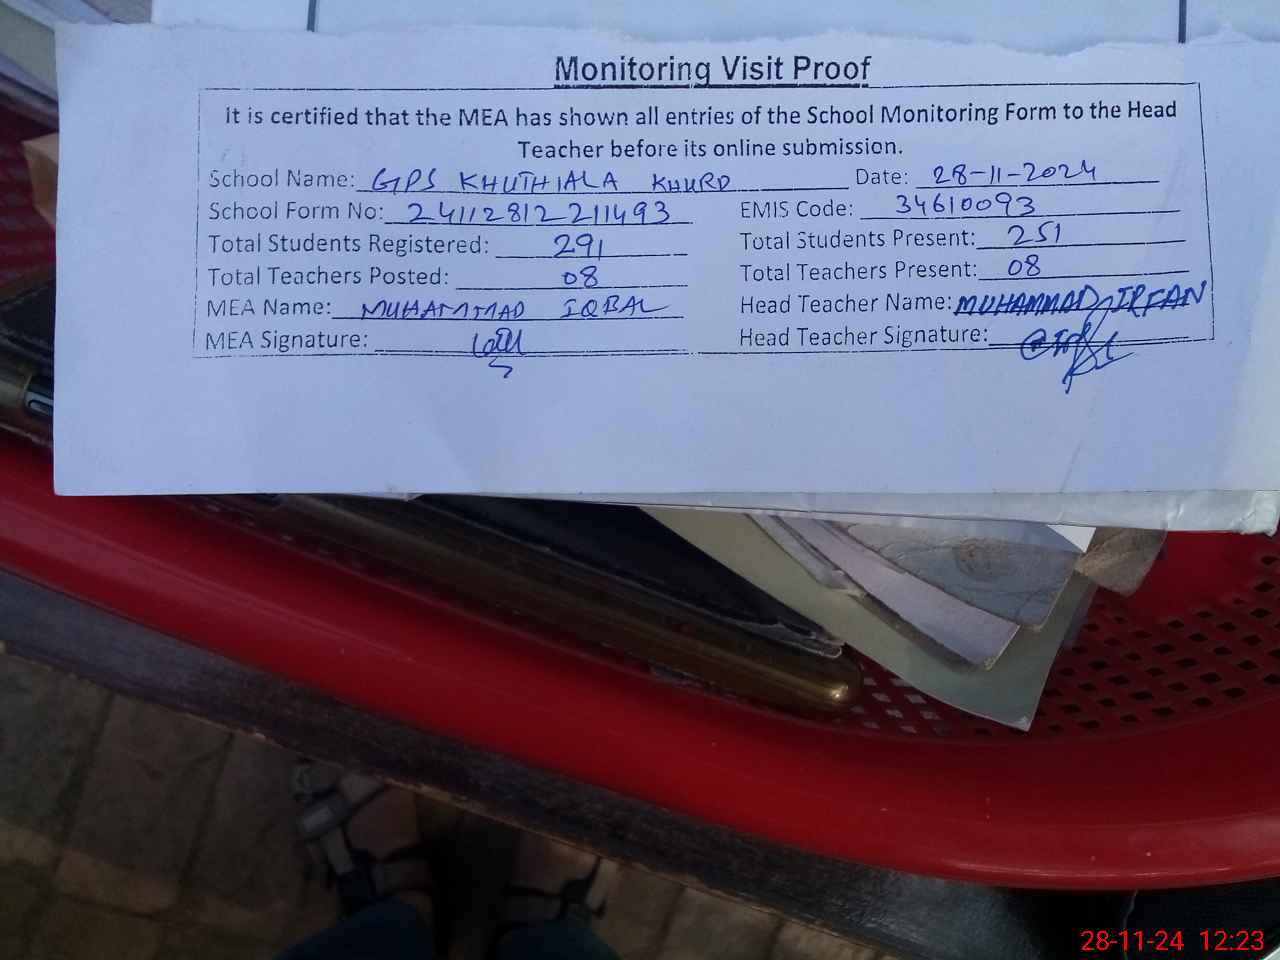 Monitoring Visit Proof
It is certified that the MEA has shown all entries of the School Monitoring Form to the Head
Teacher before its online submission.
School Name: GPS KHUTHIALA KHURD Date: 28-11-2024
School Form No: 24112812211493 EMIS Code: 34610093
Total Students Registered: 291 Total Students Present: 251
Total Teachers Posted: 08 Total Teachers Present: 08
MEA Name: MUHAMMAD IQBAL Head Teacher Name: MUHAMMAD IRFAN
MEA Signature: Head Teacher Signature:
28-11-24 12:23